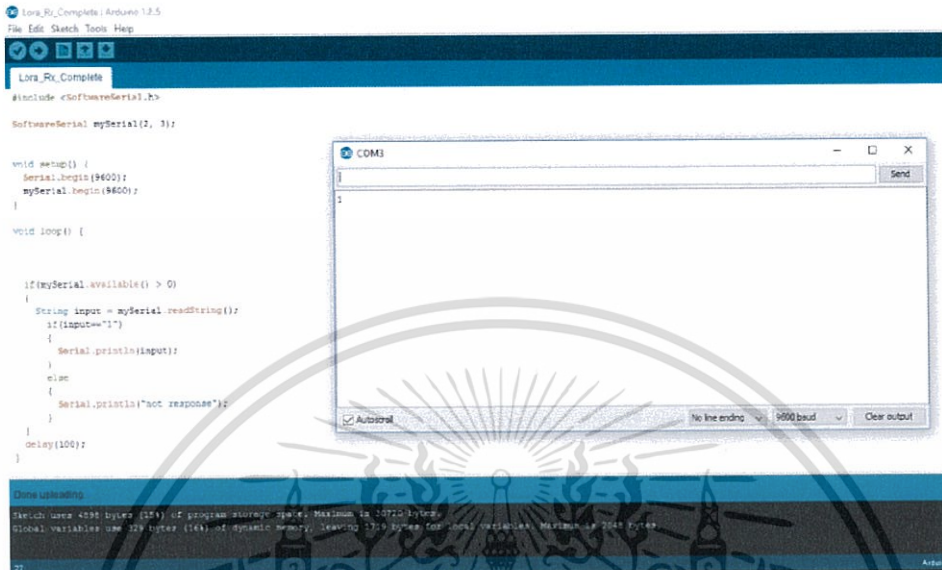 Lora_Rx_Complete | Arduino 1.8.5
File Edit Sketch Tools Help
Lora_Rx_Complete
#include <SoftwareSerial.h>
SoftwareSerial mySerial(2, 3);
void setup() {
Serial.begin(9600);
mySerial.begin(9600);
}
void loop() {
if(mySerial.available() > 0)
{
String input = mySerial.readString();
if(input=="1")
{
Serial.println(input);
}
else
{
Serial.println("not response");
}
}
delay(100);
}
COM3
Send
1
Autoscroll
No line ending
9600 baud
Clear output
Done uploading
Sketch uses 4898 bytes (15%) of program storage space. Maximum is 30720 bytes.
Global variables use 329 bytes (16%) of dynamic memory, leaving 1719 bytes for local variables. Maximum is 2048 bytes.